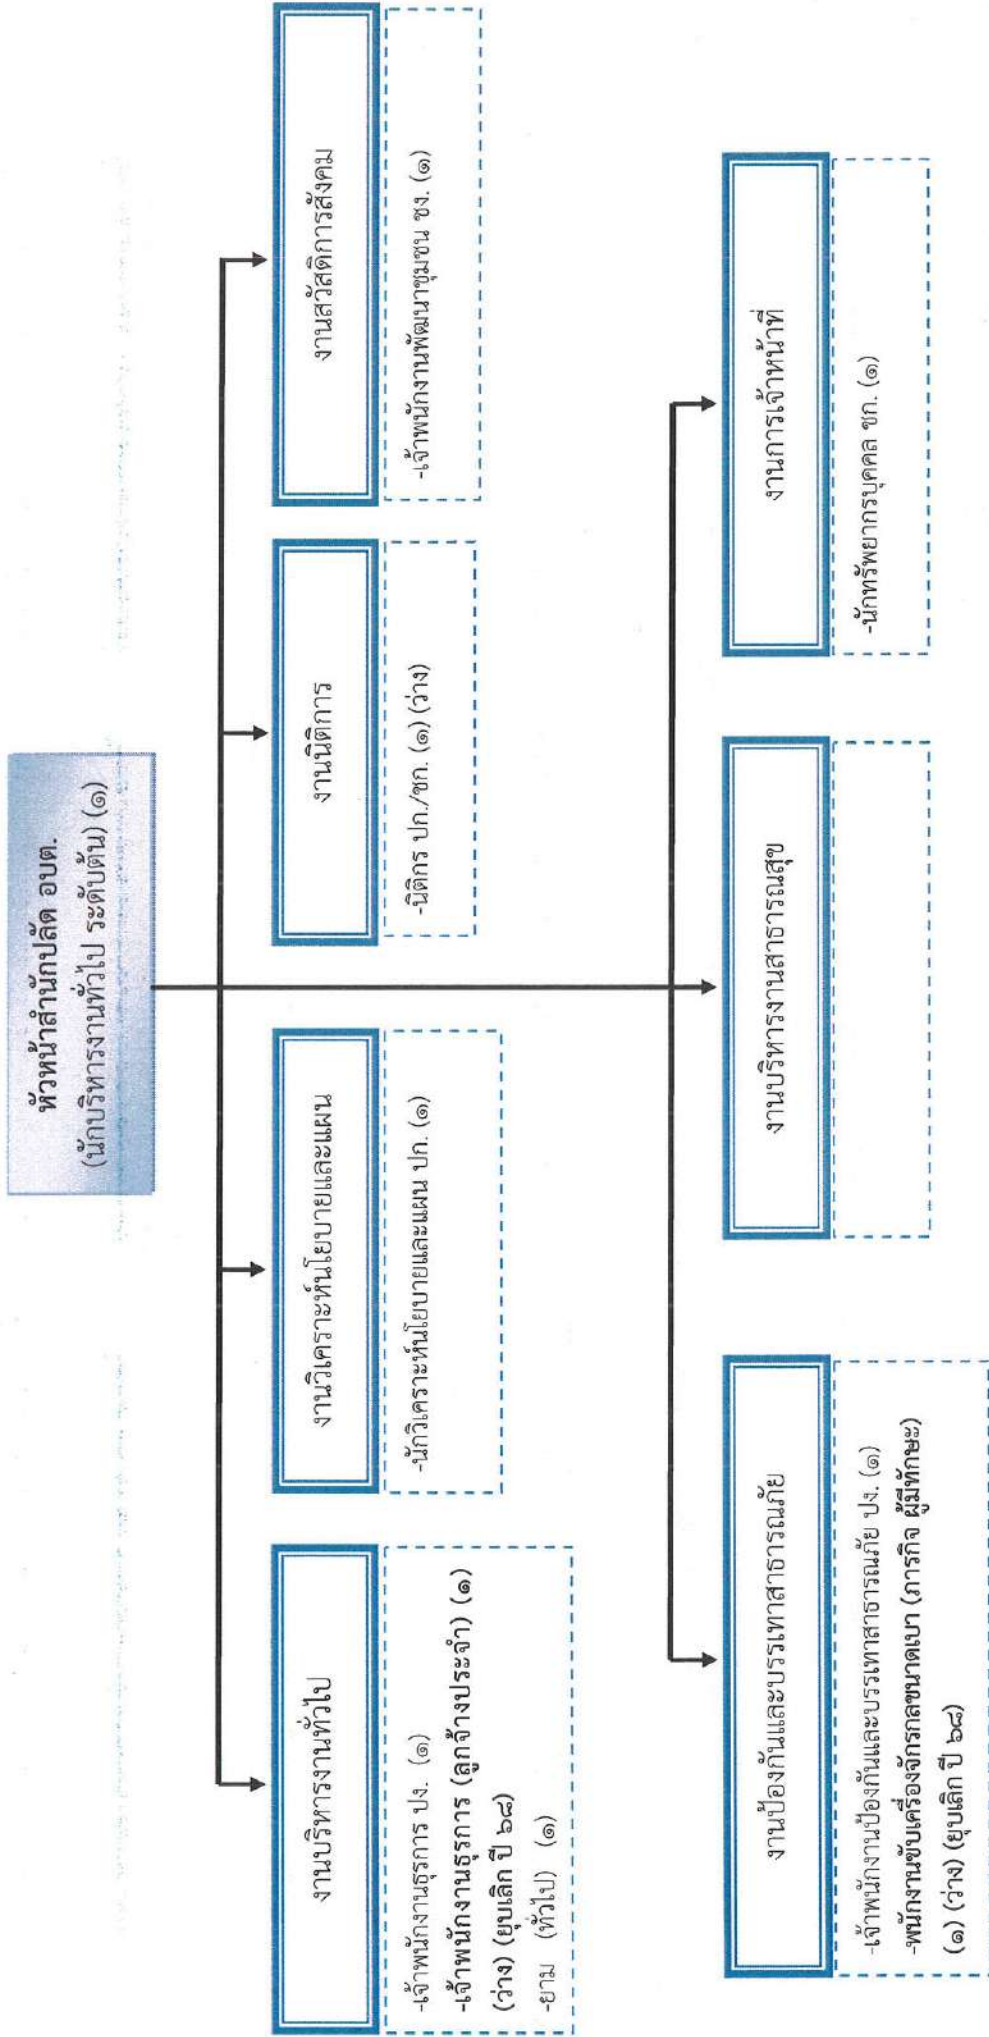 หัวหน้าสำนักปลัด อบต.
(นักบริหารงานทั่วไป ระดับต้น) (๑)
งานบริหารงานทั่วไป
-เจ้าพนักงานธุรการ ปง. (๑)
-เจ้าพนักงานธุรการ (ลูกจ้างประจำ) (๑)
(ว่าง) (ยุบเลิก ปี ๖๘)
-ยาม (ทั่วไป) (๑)
งานวิเคราะห์นโยบายและแผน
-นักวิเคราะห์นโยบายและแผน ปก. (๑)
งานนิติการ
-นิติกร ปก./ชก. (๑) (ว่าง)
งานสวัสดิการสังคม
-เจ้าพนักงานพัฒนาชุมชน ชง. (๑)
งานป้องกันและบรรเทาสาธารณภัย
-เจ้าพนักงานป้องกันและบรรเทาสาธารณภัย ปง. (๑)
-พนักงานขับเครื่องจักรกลขนาดเบา (ภารกิจ ผู้มีทักษะ)
(๑) (ว่าง) (ยุบเลิก ปี ๖๘)
งานบริหารงานสาธารณสุข
งานการเจ้าหน้าที่
-นักทรัพยากรบุคคล ชก. (๑)